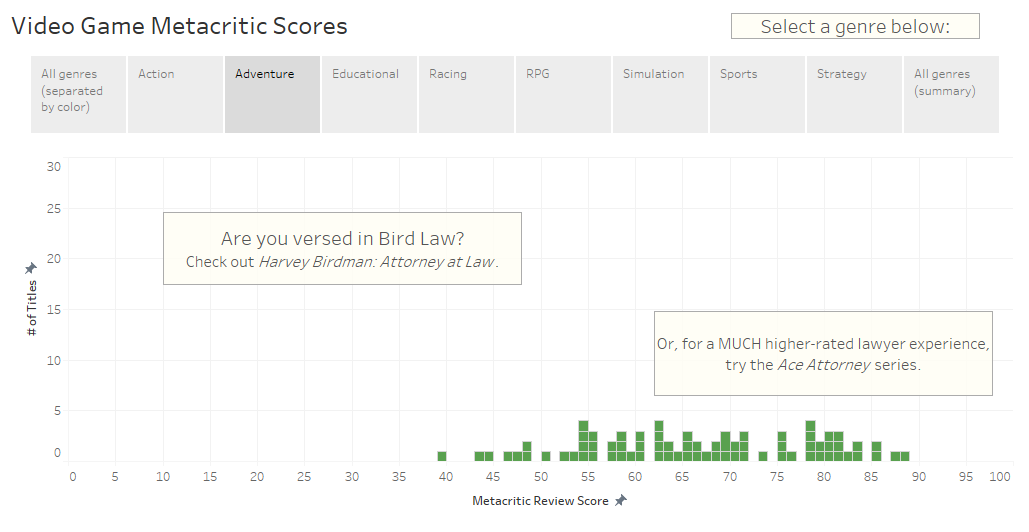 Video Game Metacritic Scores
Select a genre below:
All genres
(separated
by color)
Action
Adventure
Educational
Racing
RPG
Simulation
Sports
Strategy
All genres
(summary)
30
25
20
15
10
5
0
# of Titles
Are you versed in Bird Law?
Check out Harvey Birdman: Attorney at Law.
Or, for a MUCH higher-rated lawyer experience,
try the Ace Attorney series.
0 5 10 15 20 25 30 35 40 45 50 55 60 65 70 75 80 85 90 95 100
Metacritic Review Score